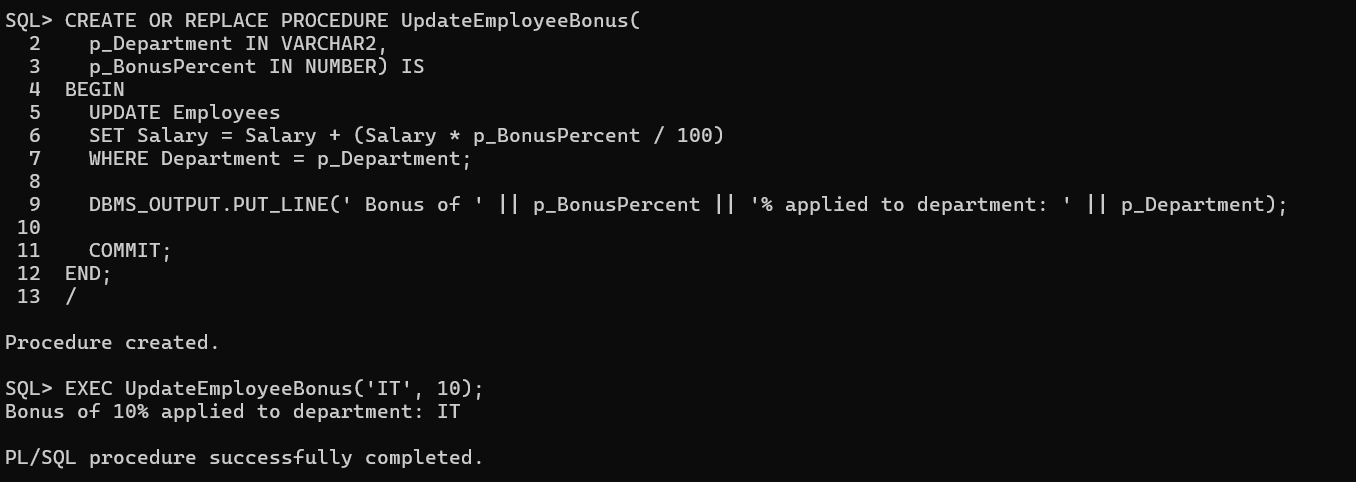 SQL> CREATE OR REPLACE PROCEDURE UpdateEmployeeBonus(
  2    p_Department IN VARCHAR2,
  3    p_BonusPercent IN NUMBER) IS
  4  BEGIN
  5    UPDATE Employees
  6    SET Salary = Salary + (Salary * p_BonusPercent / 100)
  7    WHERE Department = p_Department;
  8
  9    DBMS_OUTPUT.PUT_LINE(' Bonus of ' || p_BonusPercent || '% applied to department: ' || p_Department);
 10
 11    COMMIT;
 12  END;
 13  /
Procedure created.
SQL> EXEC UpdateEmployeeBonus('IT', 10);
Bonus of 10% applied to department: IT
PL/SQL procedure successfully completed.